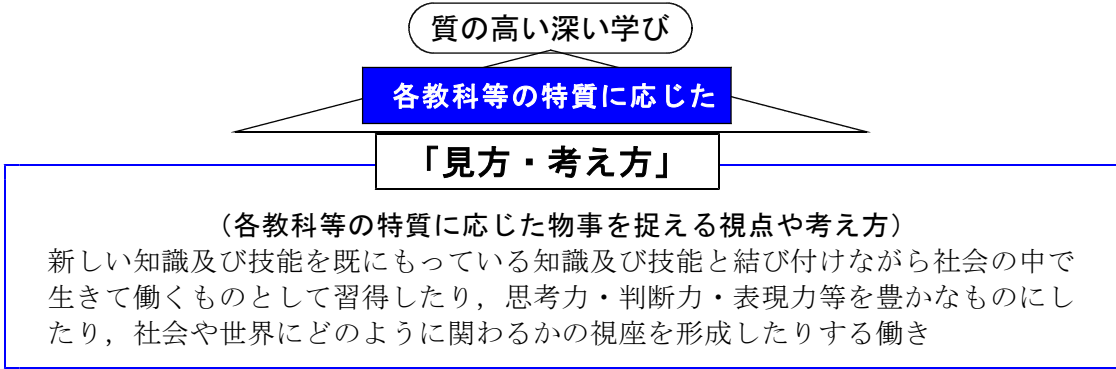 質の高い深い学び
各教科等の特質に応じた
「見方・考え方」
（各教科等の特質に応じた物事を捉える視点や考え方）
新しい知識及び技能を既にもっている知識及び技能と結び付けながら社会の中で
生きて働くものとして習得したり，思考力・判断力・表現力等を豊かなものにし
たり，社会や世界にどのように関わるかの視座を形成したりする働き